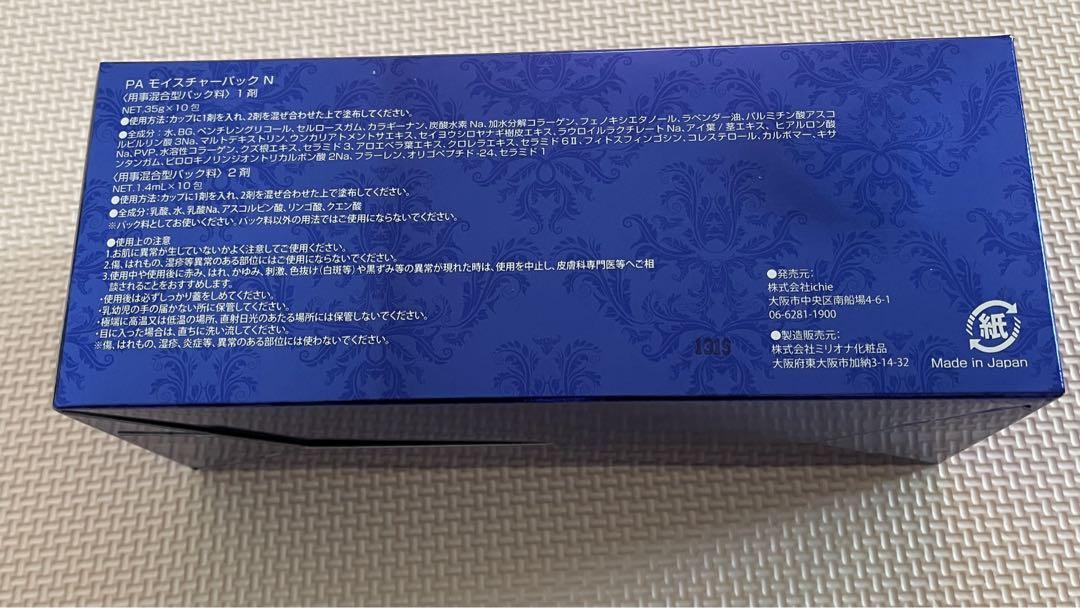 PA モイスチャーパック N
〈用事混合型パック料〉 1 剤
NET.35g×10包
●使用方法：カップに1剤を入れ、2剤を混ぜ合わせた上で塗布してください。
●全成分：水、BG、ペンチレングリコール、セルロースガム、カラギーナン、炭酸水素 Na、加水分解コラーゲン、フェノキシエタノール、ラベンダー油、パルミチン酸アスコ
ルビルリン酸 3Na、マルトデキストリン、ウンカリアトメントサエキス、セイヨウシロヤナギ樹皮エキス、ラウロイルラクチレート Na、アイ葉 / 茎エキス、ヒアルロン酸
Na、PVP、水溶性コラーゲン、クズ根エキス、セラミド 3、アロエベラ葉エキス、クロレラエキス、セラミド 6Ⅱ、フィトスフィンゴシン、コレステロール、カルボマー、キサ
ンタンガム、ピロロキノリンジオントリカルボン酸 2Na、フラーレン、オリゴペプチド -24、セラミド 1
〈用事混合型パック料〉 2 剤
NET.1.4mL×10包
●使用方法：カップに1剤を入れ、2剤を混ぜ合わせた上で塗布してください。
●全成分：乳酸、水、乳酸Na、アスコルビン酸、リンゴ酸、クエン酸
※パック料としてお使いください。パック料以外の用法ではご使用にならないでください。
●使用上の注意
1.お肌に異常が生していないかよく注意してご使用ください。
2.傷、はれもの、湿疹等異常のある部位にはご使用にならないでください。
3.使用中や使用後に赤み、はれ、かゆみ、刺激、色抜け(白斑等)や黒ずみ等の異常が現れた時は、使用を中止し、皮膚科専門医等へご相
談されることをおすすめします。
・使用後は必ずしっかり蓋をしめてください。
・乳幼児の手の届かない所に保管してください。
・極端に高温又は低温の場所、直射日光のあたる場所には保管しないでください。
・目に入った場合は、直ちに洗い流してください。
※傷、はれもの、湿疹、炎症等、異常のある部位には使わないでください。
●発売元：
株式会社ichie
大阪市中央区南船場4-6-1
06-6281-1900
●製造販売元：
株式会社ミリオナ化粧品
大阪府東大阪市加納3-14-32
紙
Made in Japan